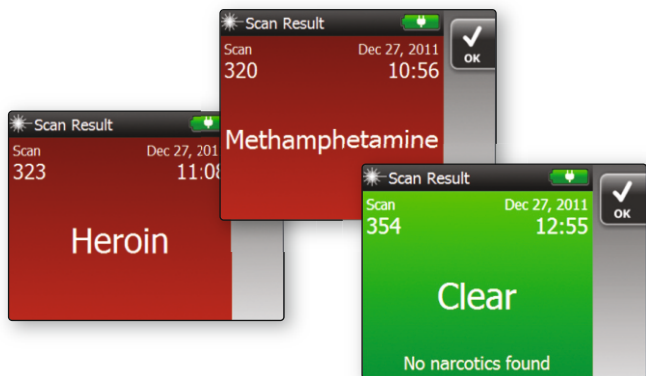 Scan Result
Scan Dec 27, 2011
320 10:56
Methamphetamine
OK
Scan Result
Scan Dec 27, 201
323 11:08
Heroin
Scan Result
Scan Dec 27, 2011
354 12:55
Clear
No narcotics found
OK